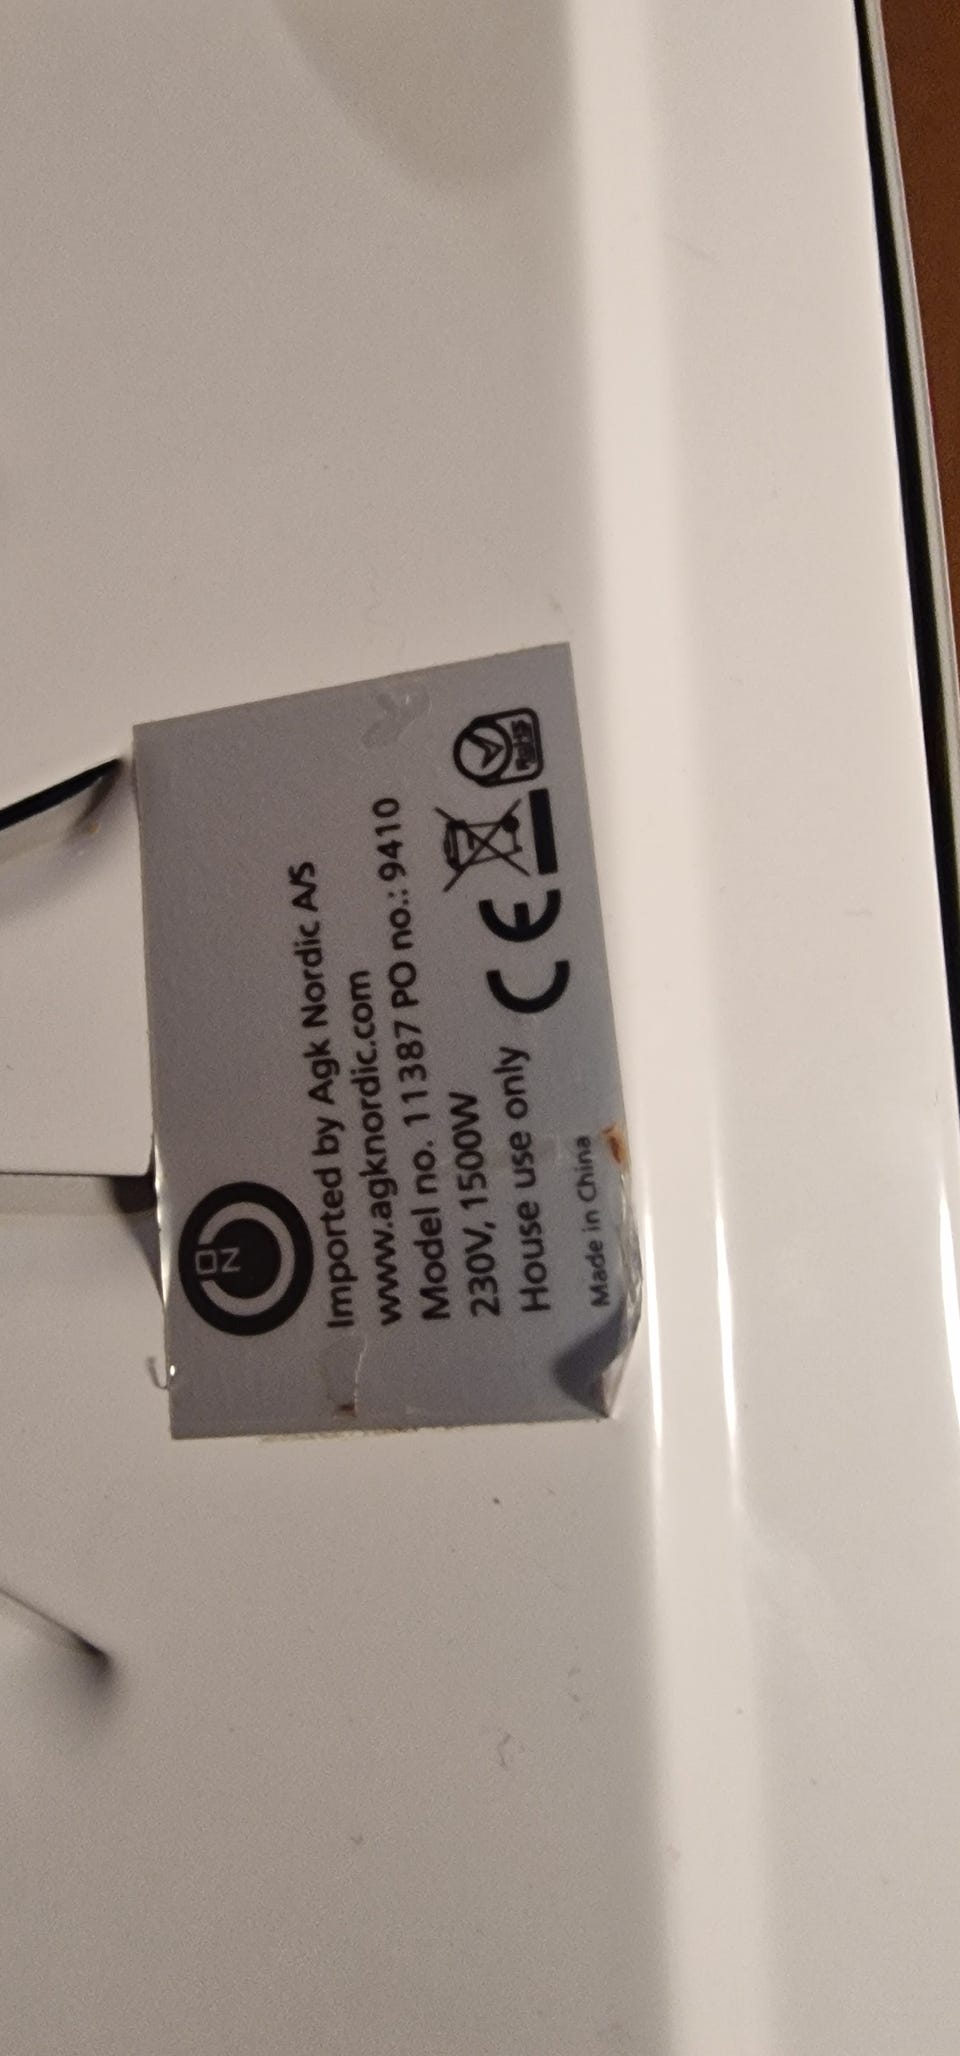 ON
Imported by Agk Nordic A/S
www.agknordic.com
Model no. 11387 PO no.: 9410
230V, 1500W
House use only CE RoHS
Made in China